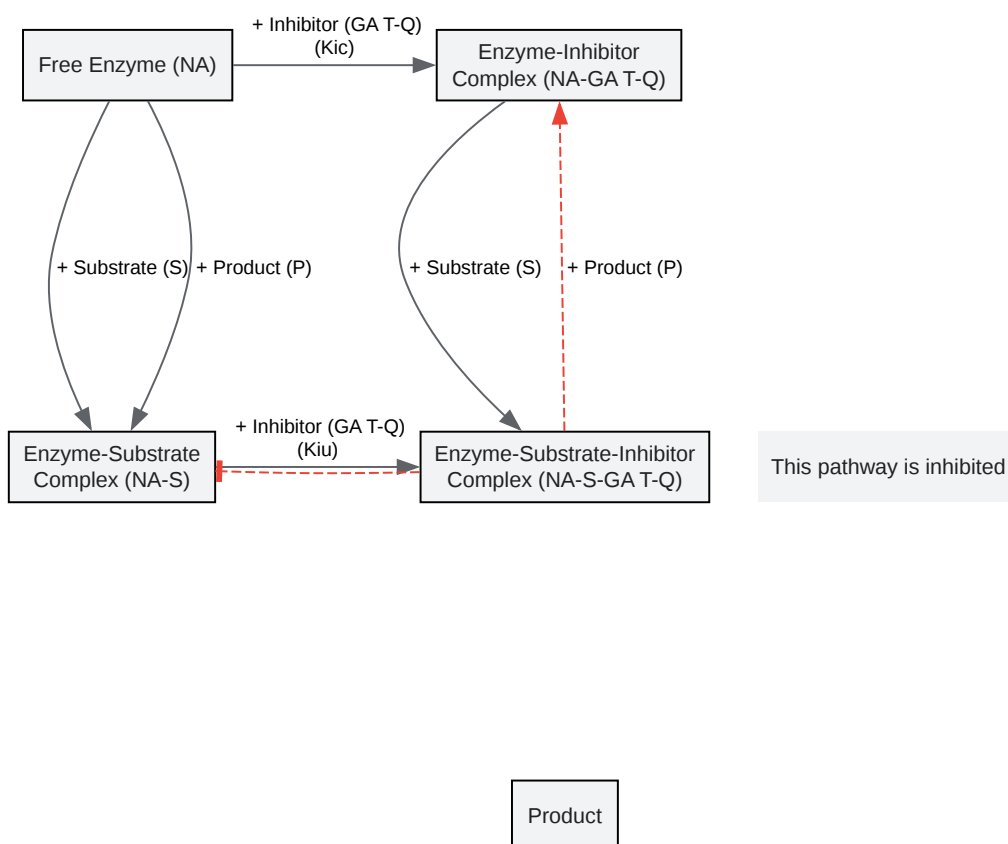 + Inhibitor (GA T-Q)
(Kic)
Free Enzyme (NA)
Enzyme-Inhibitor
Complex (NA-GA T-Q)
+ Substrate (S)
+ Product (P)
+ Substrate (S)
+ Product (P)
+ Inhibitor (GA T-Q)
(Kiu)
Enzyme-Substrate
Complex (NA-S)
Enzyme-Substrate-Inhibitor
Complex (NA-S-GA T-Q)
This pathway is inhibited
Product